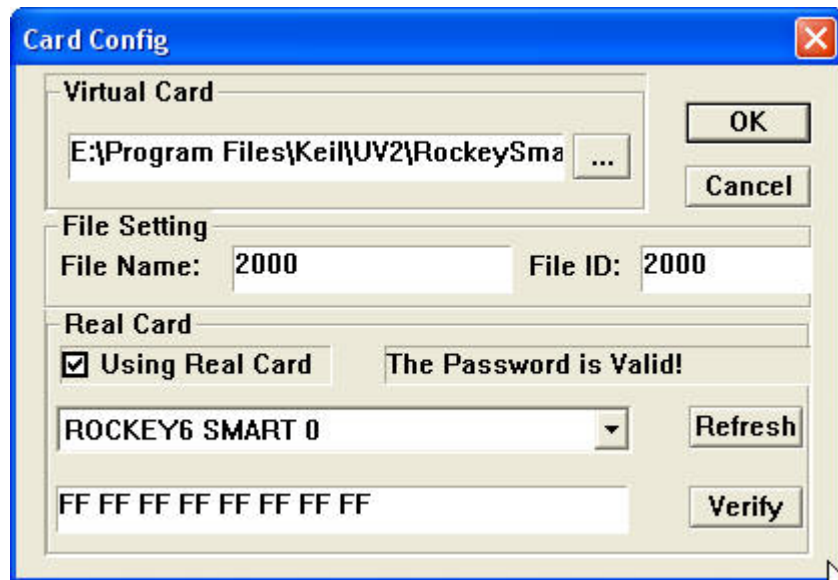 Card Config
Virtual Card
E:\Program Files\Keil\UV2\RockeySma
...
OK
Cancel
File Setting
File Name: 2000 File ID: 2000
Real Card
Using Real Card The Password is Valid!
ROCKEY6 SMART 0 Refresh
FF FF FF FF FF FF FF FF Verify